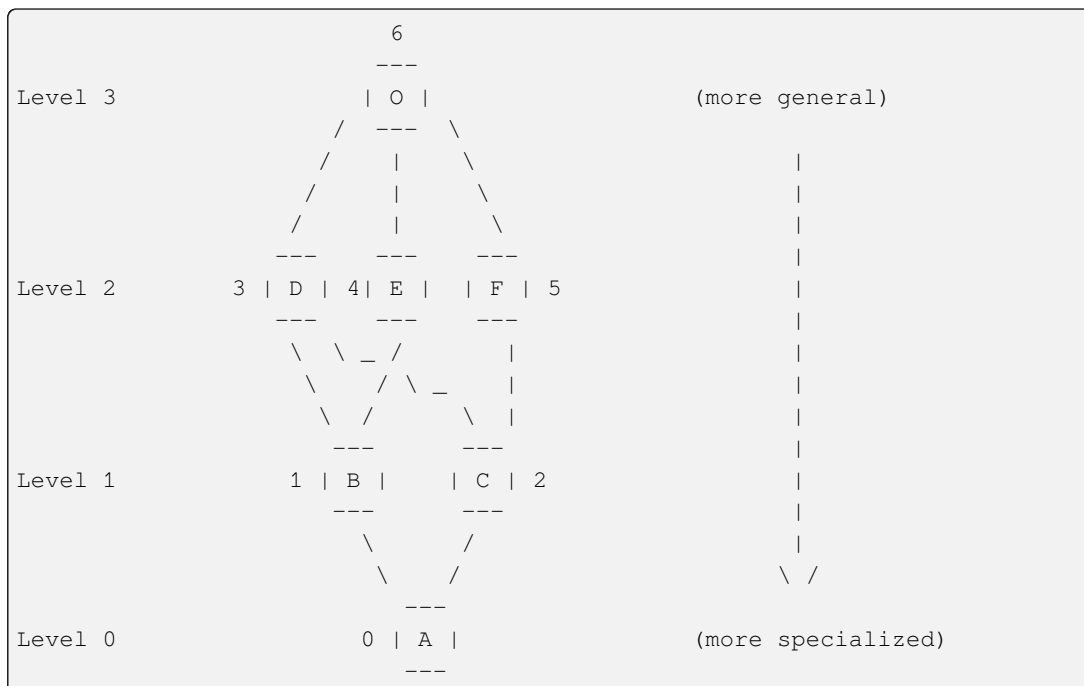 6
---
Level 3 | O | (more general)
/ --- \
/ | \ |
/ | \ |
/ | \ |
--- --- --- |
Level 2 3 | D | 4| E | | F | 5 |
--- --- --- |
\ \ _ / | |
\ / \ _ | |
\ / \ | |
--- --- |
Level 1 1 | B | | C | 2 |
--- --- |
\ / |
\ / \ /
---
Level 0 0 | A | (more specialized)
---